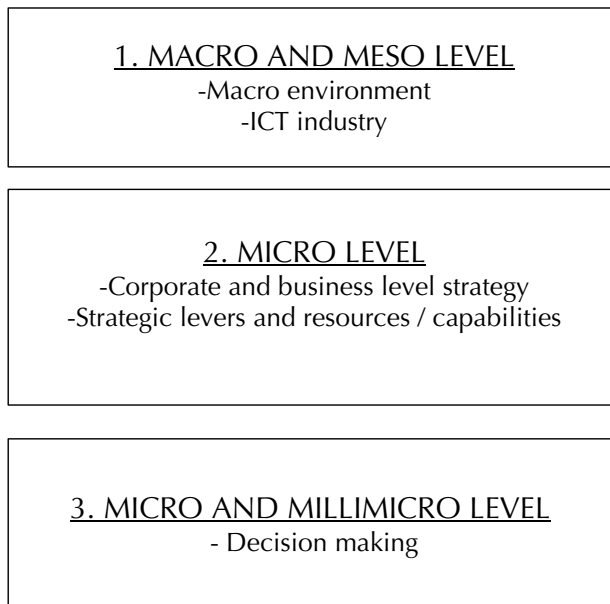 1. MACRO AND MESO LEVEL
-Macro environment
-ICT industry
2. MICRO LEVEL
-Corporate and business level strategy
-Strategic levers and resources / capabilities
3. MICRO AND MILLIMICRO LEVEL
- Decision making